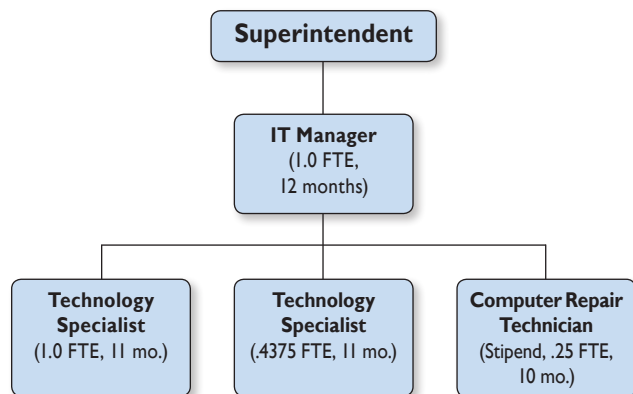 Superintendent
IT Manager
(1.0 FTE,
12 months)
Technology
Specialist
(1.0 FTE, 11 mo.)
Technology
Specialist
(.4375 FTE, 11 mo.)
Computer Repair
Technician
(Stipend, .25 FTE,
10 mo.)